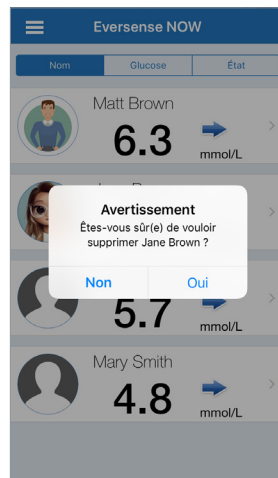 Eversense NOW
Nom
Glucose
État
Matt Brown
6.3
mmol/L
Avertissement
Êtes-vous sûr(e) de vouloir
supprimer Jane Brown ?
Non
Oui
5.7
mmol/L
Mary Smith
4.8
mmol/L